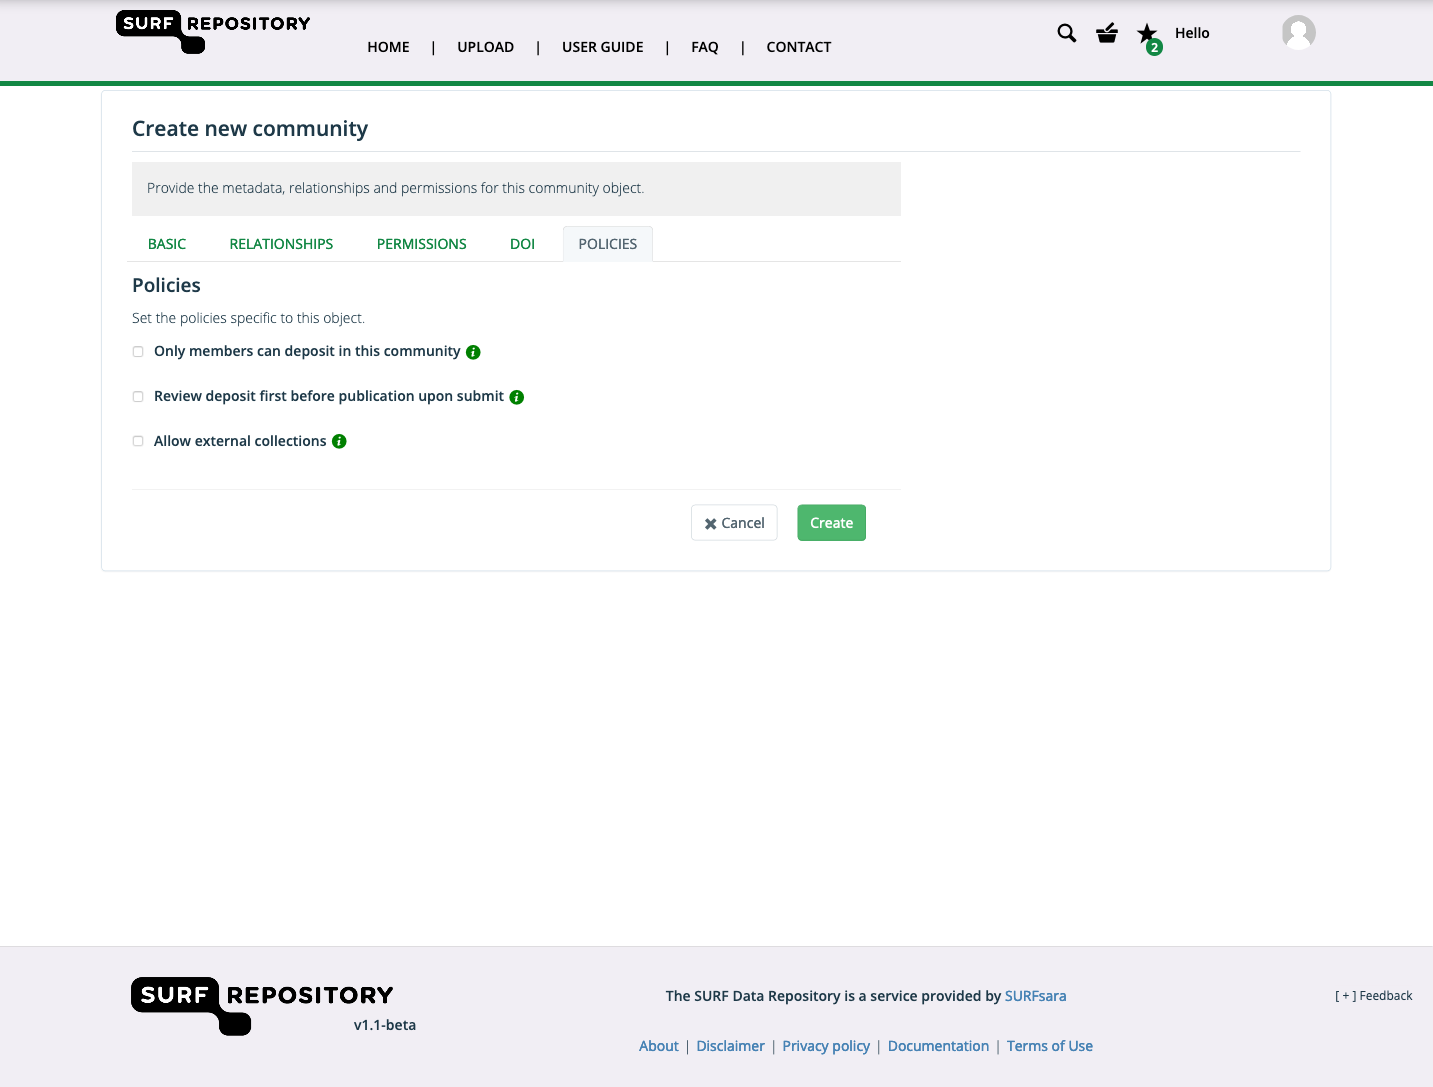 SURF REPOSITORY
HOME | UPLOAD | USER GUIDE | FAQ | CONTACT
2
Hello
Create new community
Provide the metadata, relationships and permissions for this community object.
BASIC RELATIONSHIPS PERMISSIONS DOI POLICIES
Policies
Set the policies specific to this object.
Only members can deposit in this community i
Review deposit first before publication upon submit i
Allow external collections i
✖ Cancel Create
SURF REPOSITORY
v1.1-beta
The SURF Data Repository is a service provided by SURFsara
About | Disclaimer | Privacy policy | Documentation | Terms of Use
[ + ] Feedback